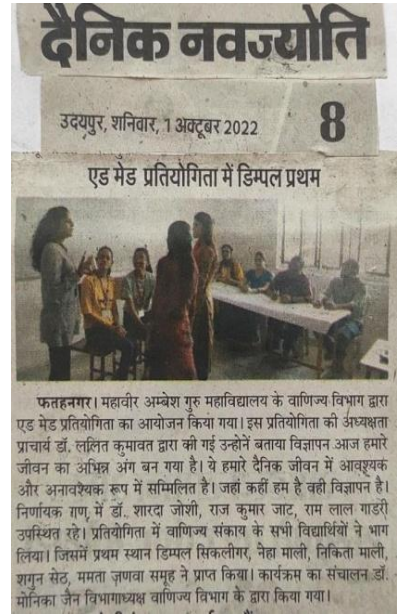 दैनिक नवज्योति
उदयपुर, शनिवार, 1 अक्टूबर 2022 8
एड मेड प्रतियोगिता में डिम्पल प्रथम
फतहनगर। महावीर अम्बेश गुरु महाविद्यालय के वाणिज्य विभाग द्वारा
एड मेड प्रतियोगिता का आयोजन किया गया। इस प्रतियोगिता की अध्यक्षता
प्राचार्य डॉ. ललित कुमावत द्वारा की गई उन्होनें बताया विज्ञापन आज हमारे
जीवन का अभिन्न अंग बन गया है। ये हमारे दैनिक जीवन में आवश्यक
और अनावश्यक रूप में सम्मिलित है। जहां कहीं हम है वही विज्ञापन है।
निर्णायक गण में डॉ. शारदा जोशी, राज कुमार जाट, राम लाल गाडरी
उपस्थित रहे। प्रतियोगिता में वाणिज्य संकाय के सभी विद्यार्थियों ने भाग
लिया। जिसमें प्रथम स्थान डिम्पल सिकलीगर, नेहा माली, निकिता माली,
शगुन सेठ, ममता ज़णवा समूह ने प्राप्त किया। कार्यक्रम का संचालन डॉ.
मोनिका जैन विभागाध्यक्ष वाणिज्य विभाग के द्वारा किया गया।